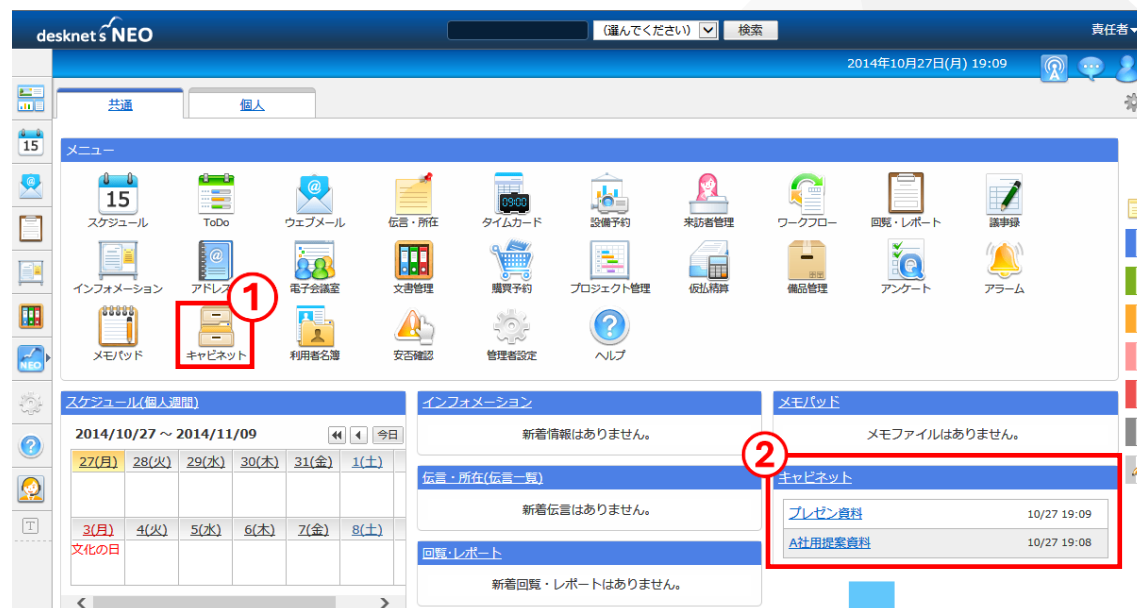 desknet's NEO
(選んでください)
検索
責任者
2014年10月27日(月) 19:09
共通
個人
メニュー
15 スケジュール
ToDo
ウェブメール
伝言・所在
09:00 タイムカード
設備予約
来訪者管理
ワークフロー
回覧・レポート
議事録
インフォメーション
アドレス
電子会議室
文書管理
購買予約
プロジェクト管理
仮払精算
備品管理
アンケート
アラーム
①
メモパッド
キャビネット
利用者名簿
安否確認
管理者設定
ヘルプ
15
NEO
T
スケジュール(個人週間)
2014/10/27 ～ 2014/11/09
今日
27(月) 28(火) 29(水) 30(木) 31(金) 1(土)
3(月) 4(火) 5(水) 6(木) 7(金) 8(土)
文化の日
インフォメーション
新着情報はありません。
伝言・所在(伝言一覧)
新着伝言はありません。
回覧・レポート
新着回覧・レポートはありません。
メモパッド
メモファイルはありません。
②
キャビネット
プレゼン資料 10/27 19:09
A社用提案資料 10/27 19:08